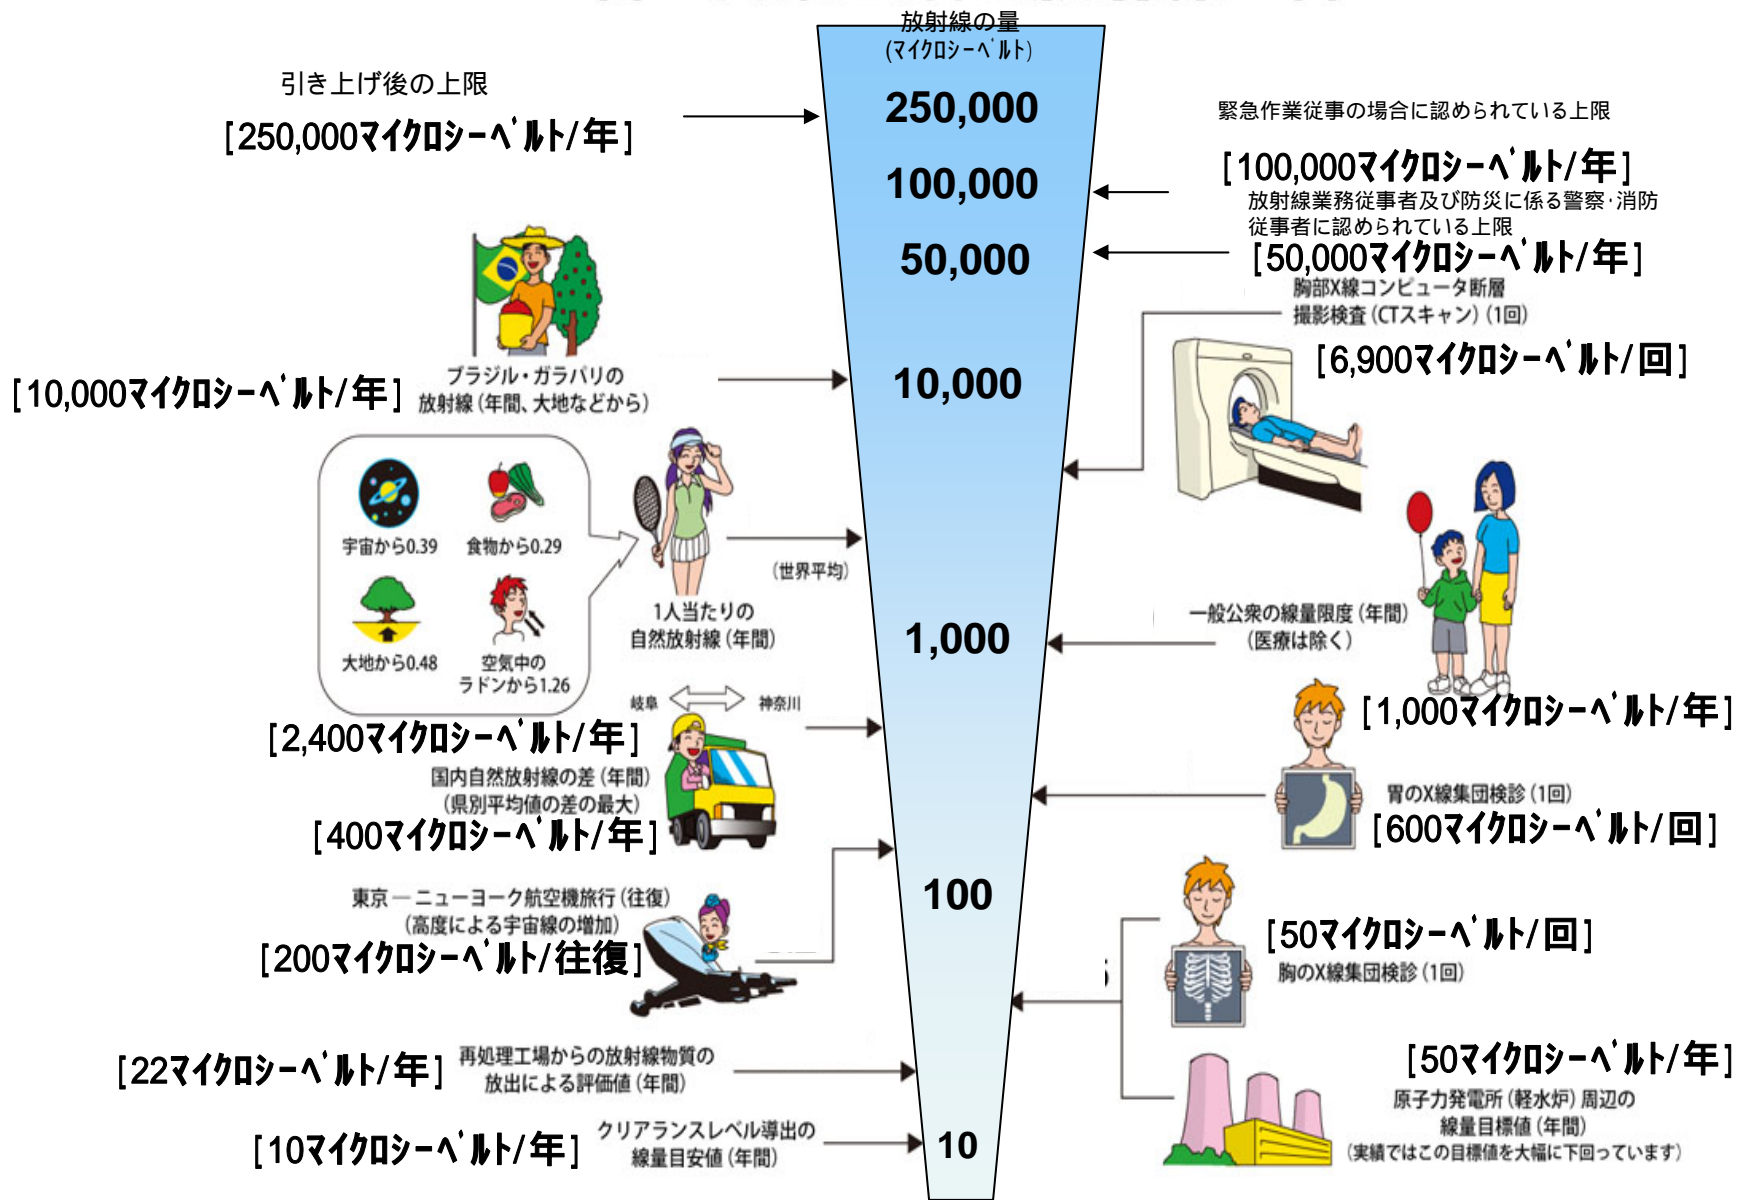 放射線の量
(マイクロシーベルト)
250,000
100,000
50,000
10,000
1,000
100
10
引き上げ後の上限
[250,000マイクロシーベルト/年]
ブラジル・ガラパリの
放射線(年間、大地などから)
[10,000マイクロシーベルト/年]
宇宙から0.39
食物から0.29
大地から0.48
空気中の
ラドンから1.26
(世界平均)
1人当たりの
自然放射線(年間)
[2,400マイクロシーベルト/年]
岐阜
神奈川
国内自然放射線の差(年間)
(県別平均値の差の最大)
[400マイクロシーベルト/年]
東京―ニューヨーク航空機旅行(往復)
(高度による宇宙線の増加)
[200マイクロシーベルト/往復]
[22マイクロシーベルト/年]
再処理工場からの放射線物質の
放出による評価値(年間)
[10マイクロシーベルト/年]
クリアランスレベル導出の
線量目安値(年間)
緊急作業従事の場合に認められている上限
[100,000マイクロシーベルト/年]
放射線業務従事者及び防災に係る警察・消防
従事者に認められている上限
[50,000マイクロシーベルト/年]
胸部X線コンピュータ断層
撮影検査(CTスキャン)(1回)
[6,900マイクロシーベルト/回]
一般公衆の線量限度(年間)
(医療は除く)
[1,000マイクロシーベルト/年]
胃のX線集団検診(1回)
[600マイクロシーベルト/回]
[50マイクロシーベルト/回]
胸のX線集団検診(1回)
[50マイクロシーベルト/年]
原子力発電所(軽水炉)周辺の
線量目標値(年間)
(実績ではこの目標値を大幅に下回っています)